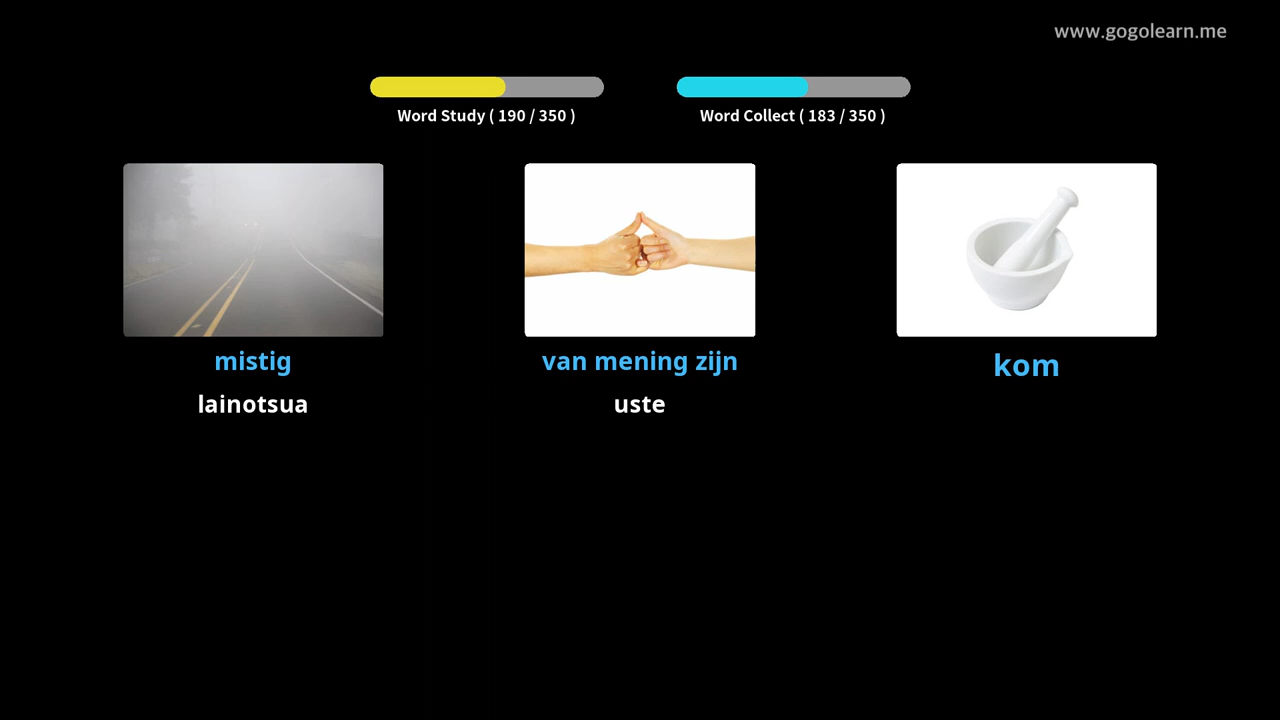 www.gogolearn.me
Word Study ( 190 / 350 )
Word Collect ( 183 / 350 )
mistig
van mening zijn
kom
lainotsua
uste